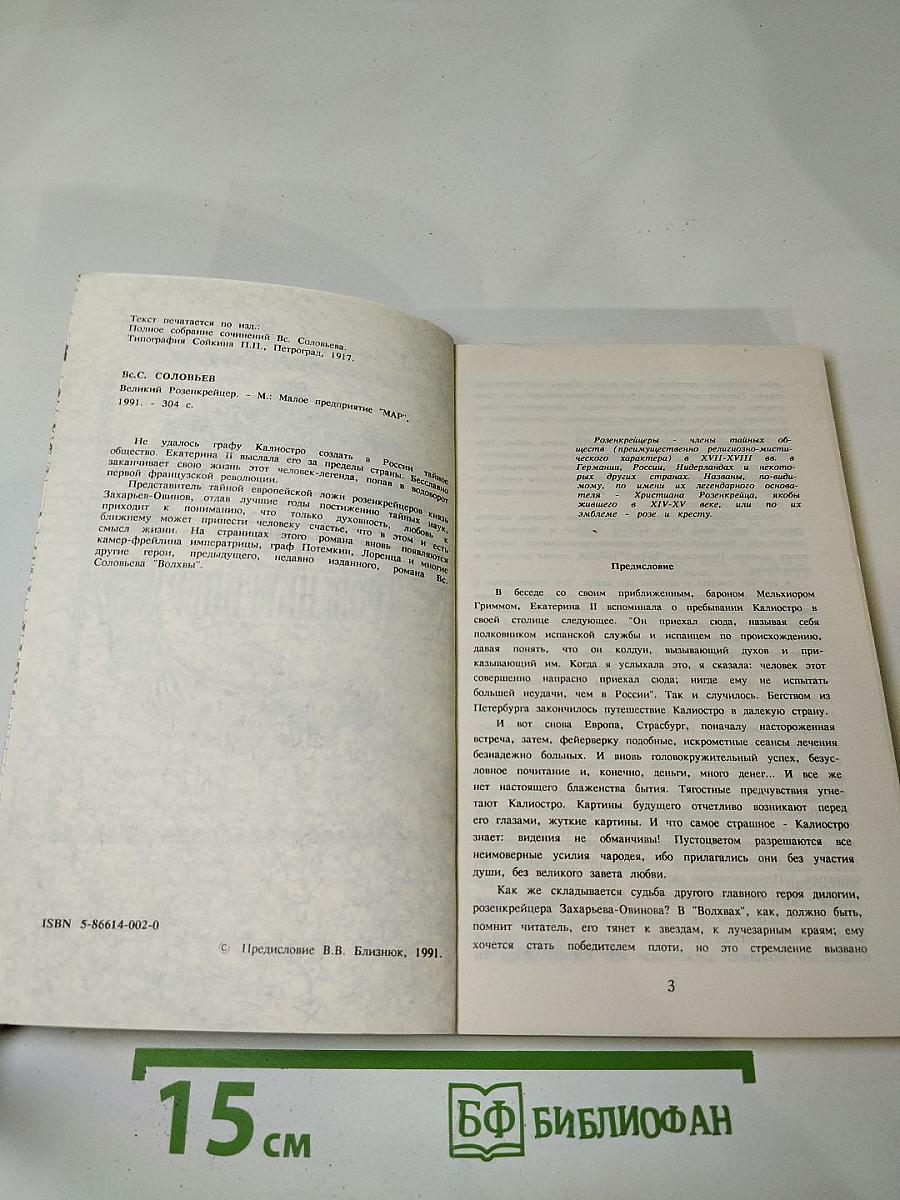 Текст печатается по изд.:
Полное собрание сочинений Вс. Соловьева.
Типография Сойкина П.П., Петроград, 1917.
Вс.С. СОЛОВЬЕВ
Великий Розенкрейцер. - М.: Малое предприятие "МАР".
1991. - 304 с.
Не удалось графу Калиостро создать в России тайное
общество. Екатерина II выслала его за пределы страны. Бесславно
заканчивает свою жизнь этот человек-легенда, попав в водоворот
первой французской революции.
Представитель тайной европейской ложи розенкрейцеров князь
Захарьев-Овинов, отдав лучшие годы постижению тайных наук,
приходит к пониманию, что только духовность, любовь к
ближнему может принести человеку счастье, что в этом и есть
смысл жизни. На страницах этого романа вновь появляются
камер-фрейлина императрицы, граф Потемкин, Лоренца и многие
другие герои, предыдущего, недавно изданного, романа Вс.
Соловьева "Волхвы".
ISBN 5-86614-002-0
© Предисловие В.В. Близнюк, 1991.
Розенкрейцеры - члены тайных об-
ществ (преимущественно религиозно-мисти-
ческого характера) в XVII-XVIII вв. в
Германии, России, Нидерландах и некото-
рых других странах. Названы, по-види-
мому, по имени их легендарного основа-
теля - Христиана Розенкрейца, якобы
жившего в XIV-XV веке, или по их
эмблеме - розе и кресту.
Предисловие
В беседе со своим приближенным, бароном Мельхиором
Гриммом, Екатерина II вспоминала о пребывании Калиостро в
своей столице следующее. "Он приехал сюда, называя себя
полковником испанской службы и испанцем по происхождению,
давая понять, что он колдун, вызывающий духов и при-
казывающий им. Когда я услыхала это, я сказала: человек этот
совершенно напрасно приехал сюда; нигде ему не испытать
большей неудачи, чем в России". Так и случилось. Бегством из
Петербурга закончилось путешествие Калиостро в далекую страну.
И вот снова Европа, Страсбург, поначалу настороженная
встреча, затем, фейерверку подобные, искрометные сеансы лечения
безнадежно больных. И вновь головокружительный успех, безус-
ловное почитание и, конечно, деньги, много денег... И все же
нет настоящего блаженства бытия. Тягостные предчувствия угне-
тают Калиостро. Картины будущего отчетливо возникают перед
его глазами, жуткие картины. И что самое страшное - Калиостро
знает: видения не обманчивы! Пустоцветом разрешаются все
неимоверные усилия чародея, ибо прилагались они без участия
души, без великого завета любви.
Как же складывается судьба другого главного героя дилогии,
розенкрейцера Захарьева-Овинова? В "Волхвах", как, должно быть,
помнит читатель, его тянет к звездам, к лучезарным краям; ему
хочется стать победителем плоти, но это стремление вызвано
3
15 см
БФ БИБЛИОФАН